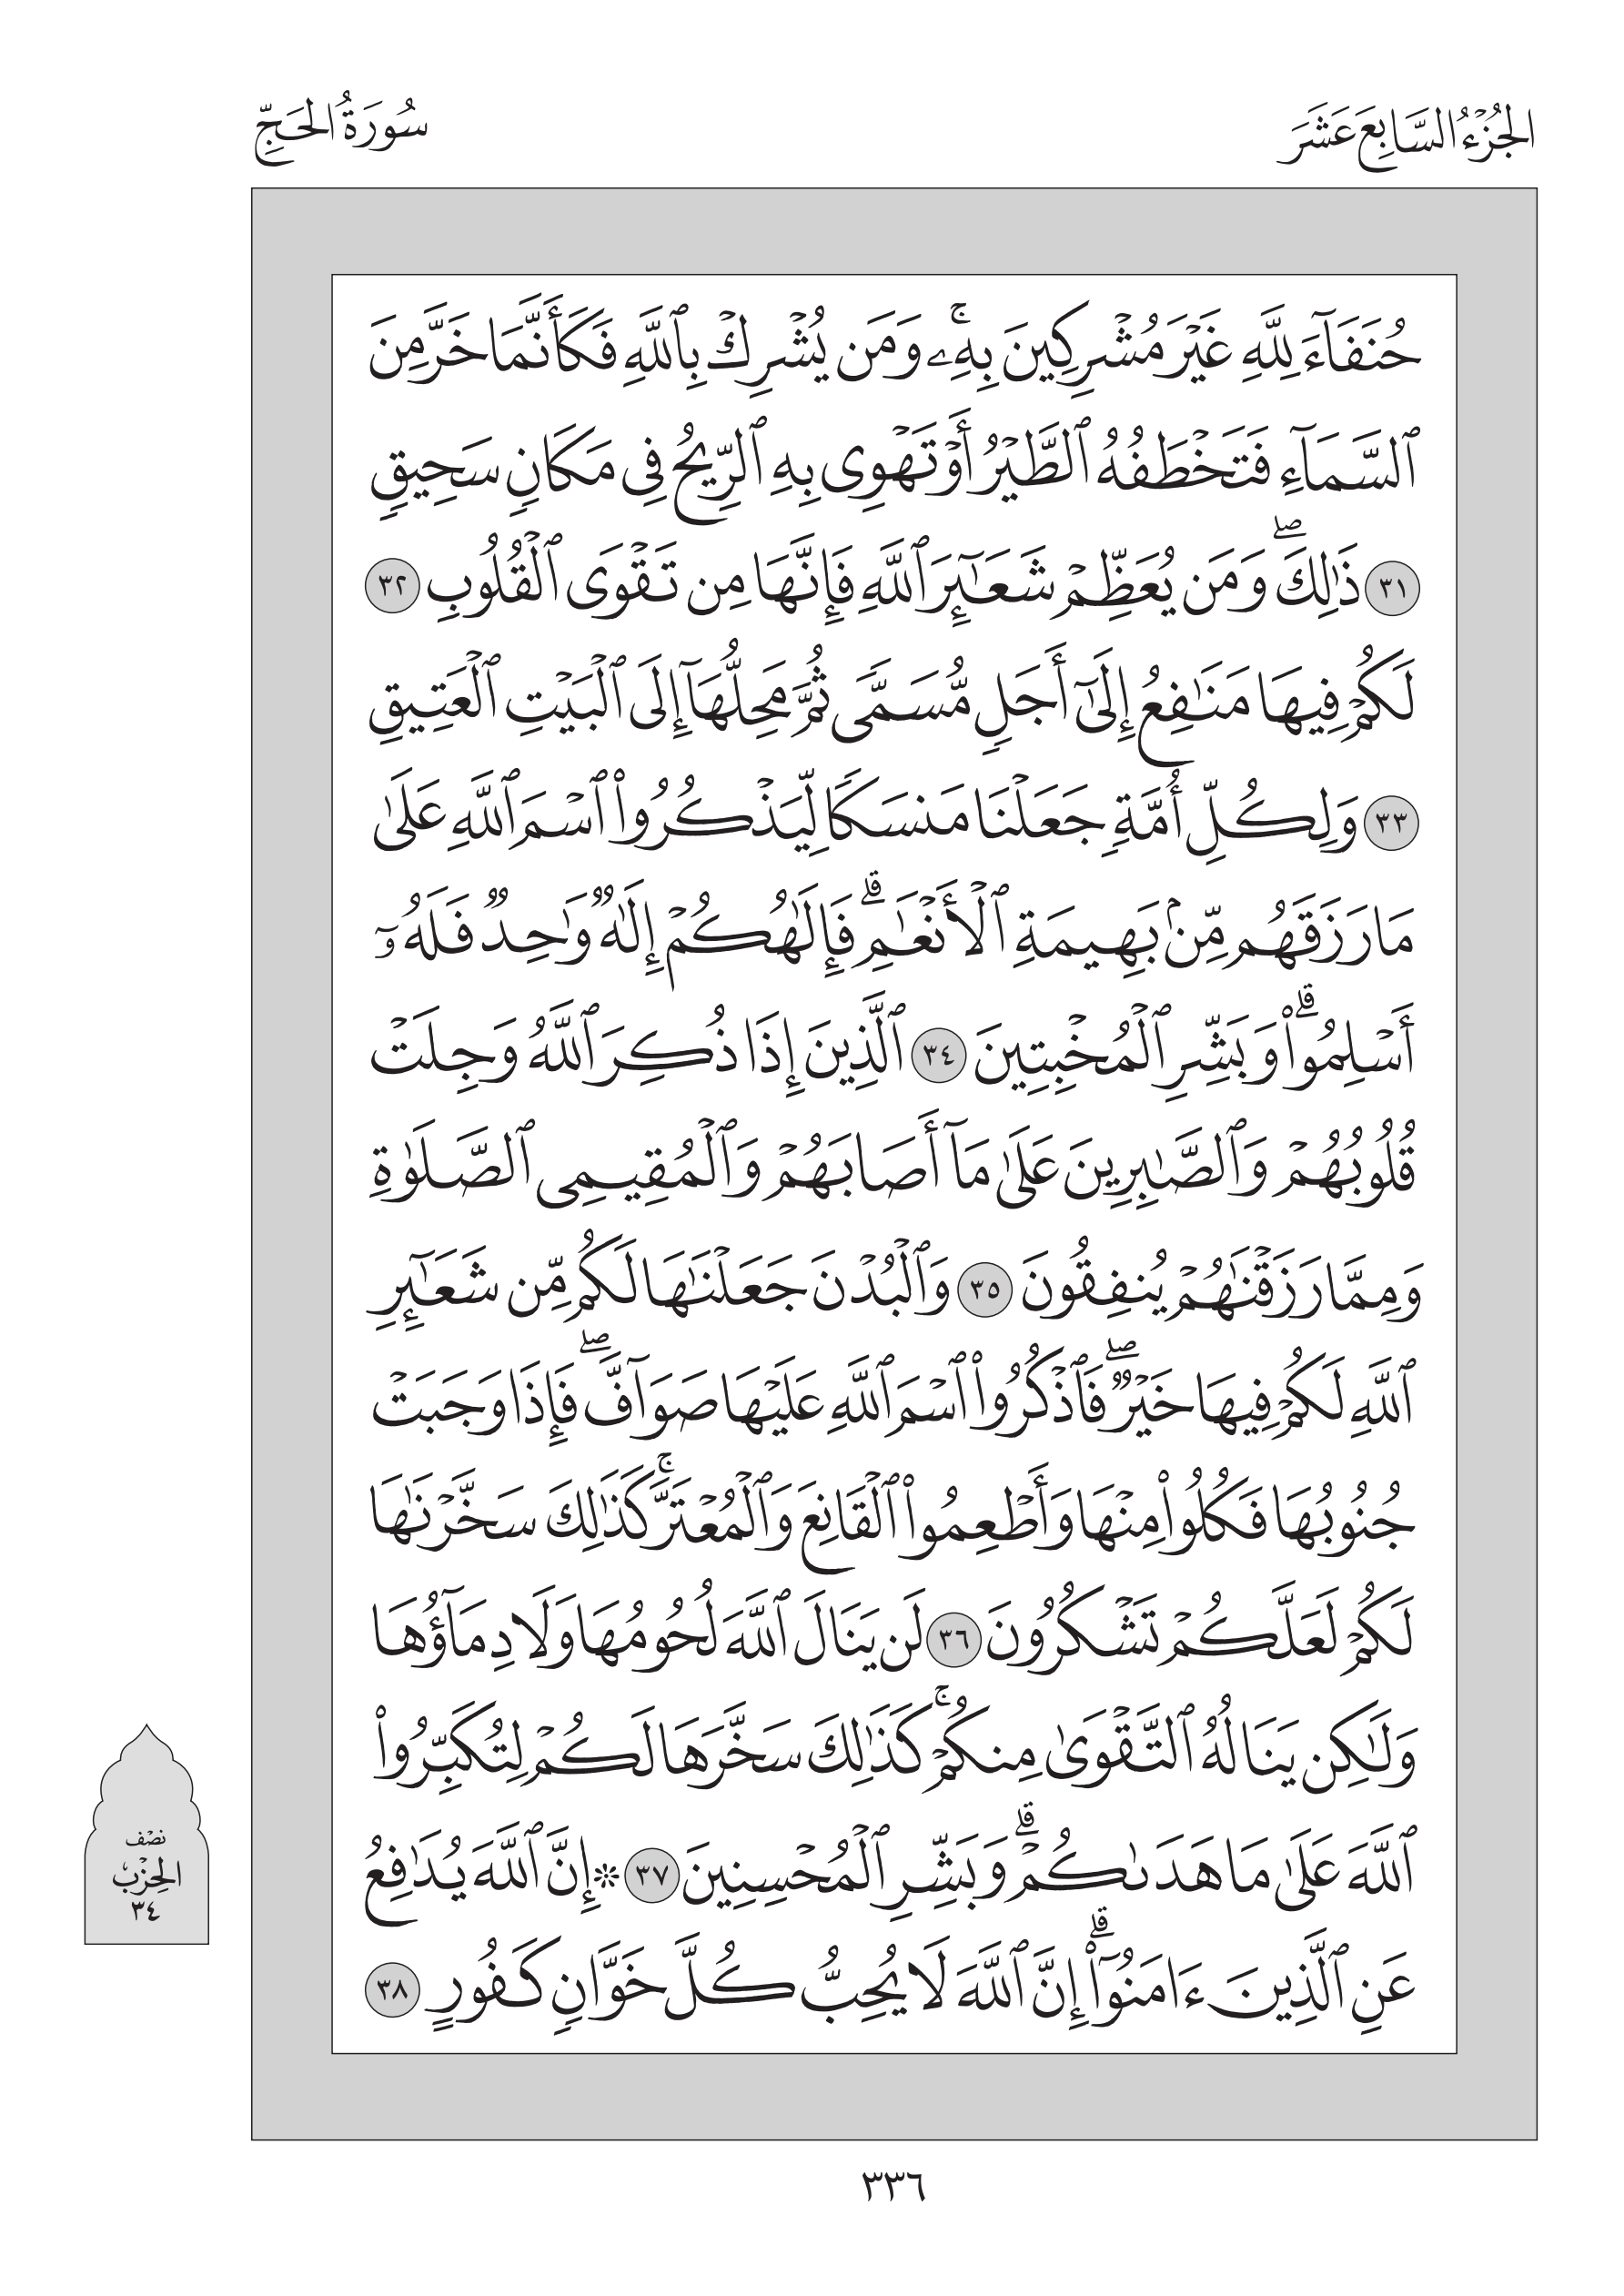 الجُزْءُ السَّابِعَ عَشَرَ
سُورَةُ الحَجِّ
حُنَفَآءَ لِلَّهِ غَيْرَ مُشْرِكِينَ بِهِۦۚ وَمَن يُشْرِكْ بِٱللَّهِ فَكَأَنَّمَا خَرَّ مِنَ
ٱلسَّمَآءِ فَتَخْطَفُهُ ٱلطَّيْرُ أَوْ تَهْوِى بِهِ ٱلرِّيحُ فِى مَكَانٍ سَحِيقٍ
٣١ ذَٰلِكَۖ وَمَن يُعَظِّمْ شَعَـٰٓئِرَ ٱللَّهِ فَإِنَّهَا مِن تَقْوَى ٱلْقُلُوبِ ٣٢
لَكُمْ فِيهَا مَنَـٰفِعُ إِلَىٰٓ أَجَلٍ مُّسَمًّى ثُمَّ مَحِلُّهَآ إِلَى ٱلْبَيْتِ ٱلْعَتِيقِ
٣٣ وَلِكُلِّ أُمَّةٍ جَعَلْنَا مَنسَكًا لِّيَذْكُرُوا۟ ٱسْمَ ٱللَّهِ عَلَىٰ
مَا رَزَقَهُم مِّنۢ بَهِيمَةِ ٱلْأَنْعَـٰمِۗ فَإِلَـٰهُكُمْ إِلَـٰهٌ وَٰحِدٌ فَلَهُۥٓ
أَسْلِمُوا۟ۗ وَبَشِّرِ ٱلْمُخْبِتِينَ ٣٤ ٱلَّذِينَ إِذَا ذُكِرَ ٱللَّهُ وَجِلَتْ
قُلُوبُهُمْ وَٱلصَّـٰبِرِينَ عَلَىٰ مَآ أَصَابَهُمْ وَٱلْمُقِيمِى ٱلصَّلَوٰةِ
وَمِمَّا رَزَقْنَـٰهُمْ يُنفِقُونَ ٣٥ وَٱلْبُدْنَ جَعَلْنَـٰهَا لَكُم مِّن شَعَـٰٓئِرِ
ٱللَّهِ لَكُمْ فِيهَا خَيْرٌۖ فَٱذْكُرُوا۟ ٱسْمَ ٱللَّهِ عَلَيْهَا صَوَآفَّۖ فَإِذَا وَجَبَتْ
جُنُوبُهَا فَكُلُوا۟ مِنْهَا وَأَطْعِمُوا۟ ٱلْقَانِعَ وَٱلْمُعْتَرَّۚ كَذَٰلِكَ سَخَّرْنَـٰهَا
لَكُمْ لَعَلَّكُمْ تَشْكُرُونَ ٣٦ لَن يَنَالَ ٱللَّهَ لُحُومُهَا وَلَا دِمَآؤُهَا
وَلَـٰكِن يَنَالُهُ ٱلتَّقْوَىٰ مِنكُمْۚ كَذَٰلِكَ سَخَّرَهَا لَكُمْ لِتُكَبِّرُوا۟
ٱللَّهَ عَلَىٰ مَا هَدَىٰكُمْۗ وَبَشِّرِ ٱلْمُحْسِنِينَ ٣٧ ۞ إِنَّ ٱللَّهَ يُدَٰفِعُ
عَنِ ٱلَّذِينَ ءَامَنُوٓا۟ۗ إِنَّ ٱللَّهَ لَا يُحِبُّ كُلَّ خَوَّانٍ كَفُورٍ ٣٨
نصْف
الحِزْب
٣٤
٣٣٦